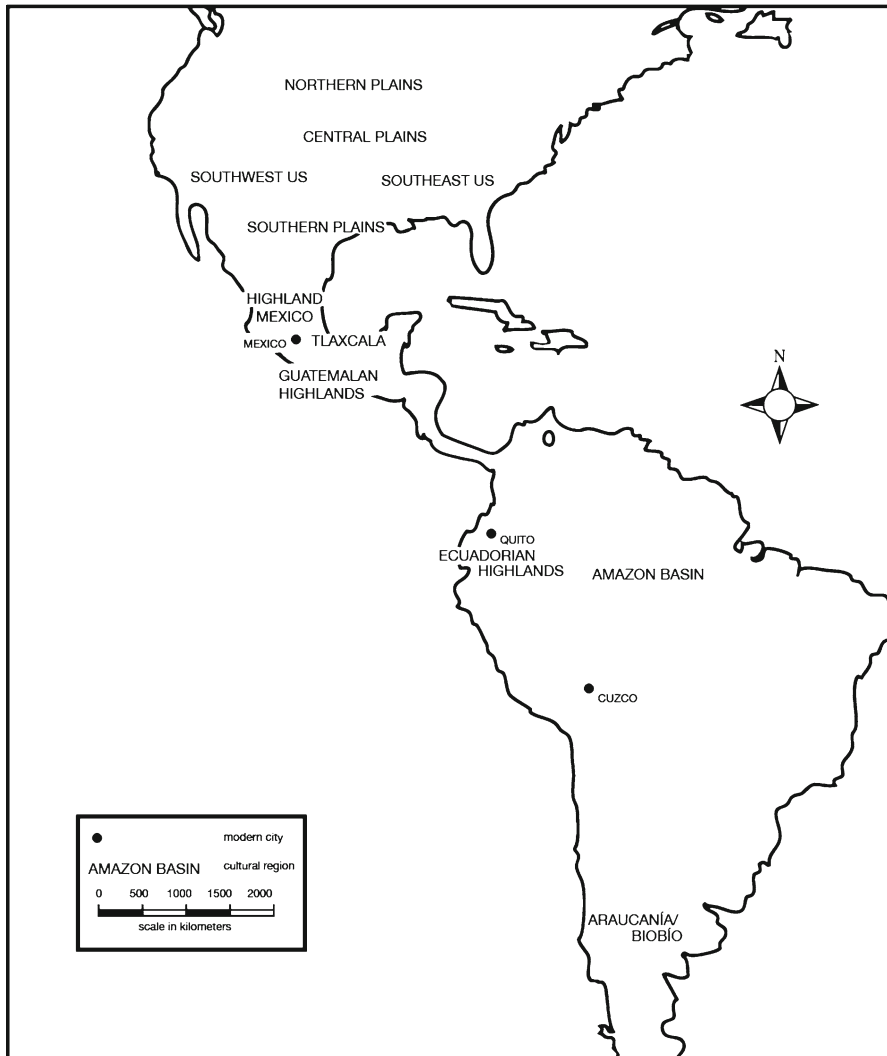 NORTHERN PLAINS
CENTRAL PLAINS
SOUTHWEST US
SOUTHEAST US
SOUTHERN PLAINS
HIGHLAND
MEXICO
MEXICO
TLAXCALA
GUATEMALAN
HIGHLANDS
N
QUITO
ECUADORIAN
HIGHLANDS
AMAZON BASIN
CUZCO
modern city
AMAZON BASIN cultural region
0 500 1000 1500 2000
scale in kilometers
ARAUCANÍA/
BIOBÍO